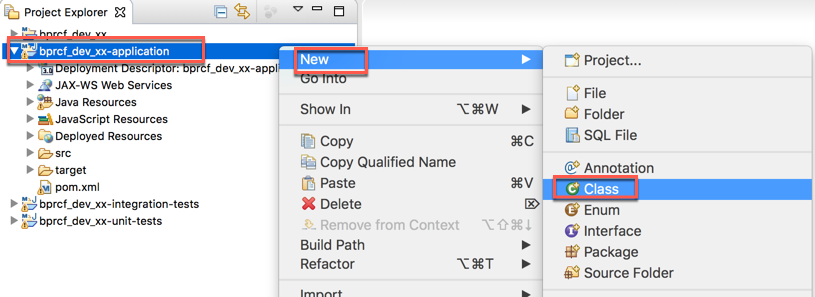 Project Explorer
bprcf_dev_xx
bprcf_dev_xx-application
Deployment Descriptor: bprcf_dev_xx-appli
JAX-WS Web Services
Java Resources
JavaScript Resources
Deployed Resources
src
target
pom.xml
bprcf_dev_xx-integration-tests
bprcf_dev_xx-unit-tests
New
Go Into
Show In ⌥⌘W
Copy ⌘C
Copy Qualified Name
Paste ⌘V
Delete ⌦
Remove from Context ⌥⇧⌘↓
Build Path
Refactor ⌥⌘T
Import
Project...
File
Folder
SQL File
Annotation
Class
Enum
Interface
Package
Source Folder